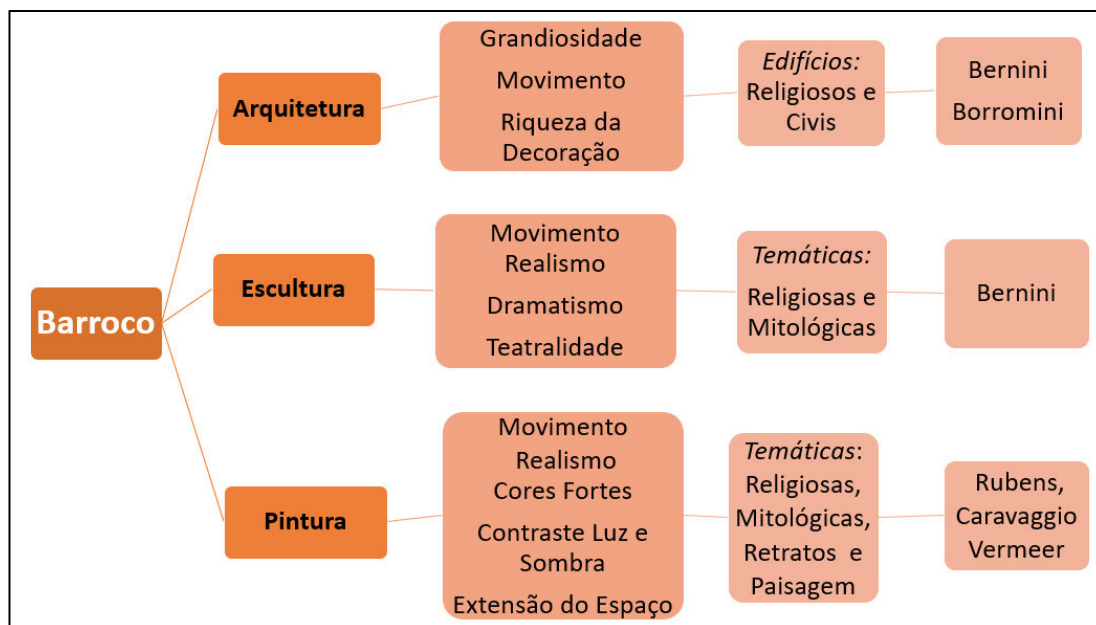 Barroco
Arquitetura
Grandiosidade
Movimento
Riqueza da
Decoração
Edifícios:
Religiosos e
Civis
Bernini
Borromini
Escultura
Movimento
Realismo
Dramatismo
Teatralidade
Temáticas:
Religiosas e
Mitológicas
Bernini
Pintura
Movimento
Realismo
Cores Fortes
Contraste Luz e
Sombra
Extensão do Espaço
Temáticas:
Religiosas,
Mitológicas,
Retratos e
Paisagem
Rubens,
Caravaggio
Vermeer